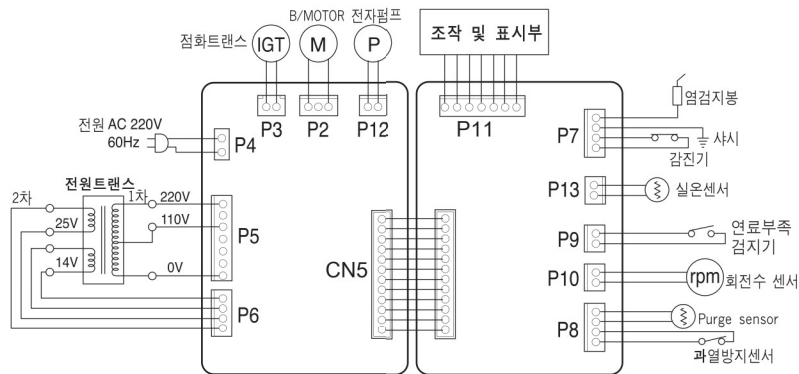 B/MOTOR 전자펌프
점화트랜스 IGT M P
조작 및 표시부
P3 P2 P12 P11
전원 AC 220V
60Hz
P4
전원트랜스
2차 1차 220V
25V 110V
14V 0V
P5
P6
CN5
염검지봉
P7
샤시
감진기
P13 실온센서
P9 연료부족
검지기
P10 rpm 회전수 센서
P8 Purge sensor
과열방지센서